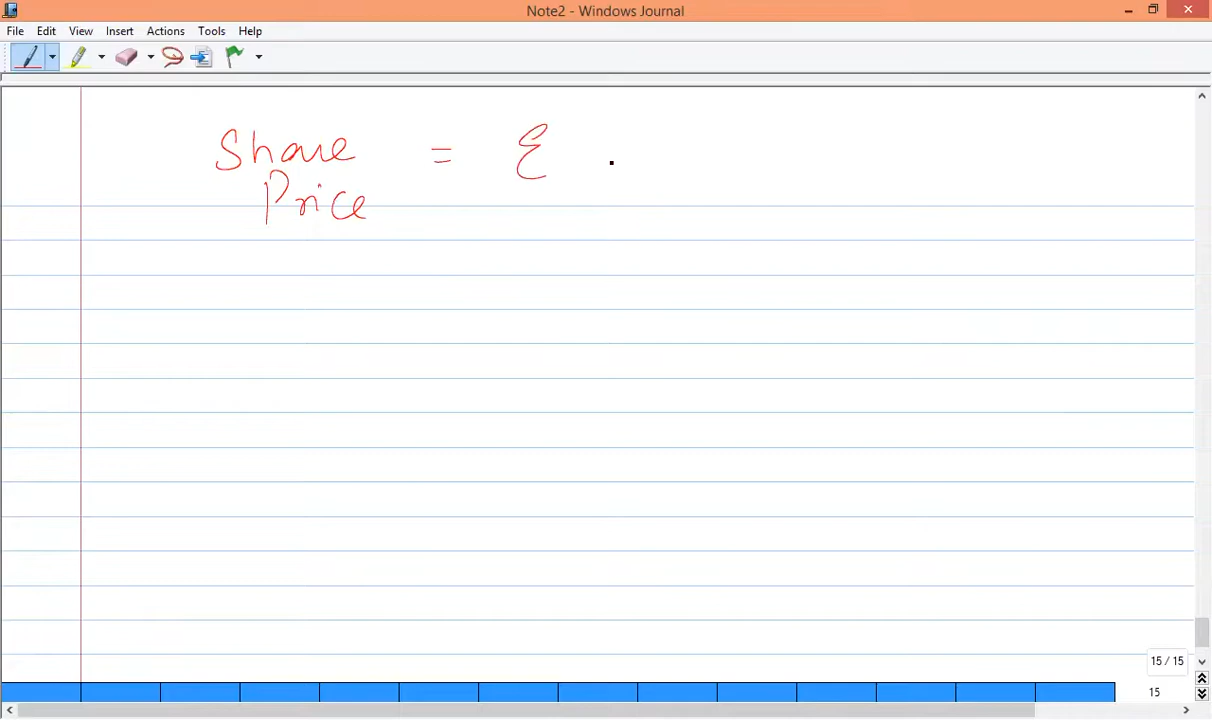 Note2 - Windows Journal
File Edit View Insert Actions Tools Help
Share = Σ
Price
15 / 15
15